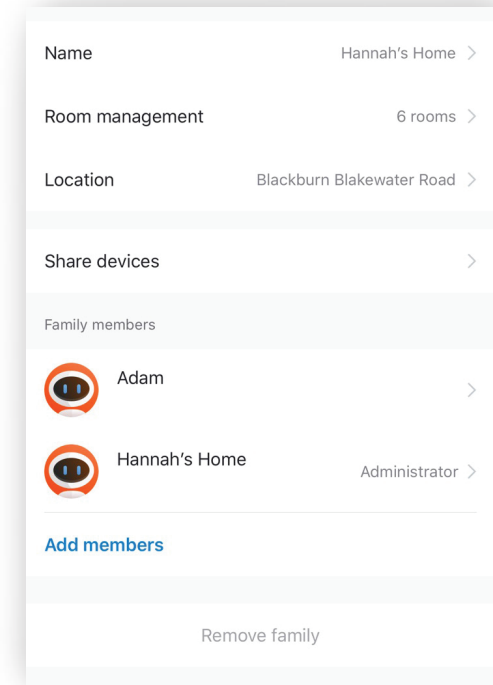 Name
Hannah's Home
Room management
6 rooms
Location
Blackburn Blakewater Road
Share devices
Family members
Adam
Hannah's Home
Administrator
Add members
Remove family